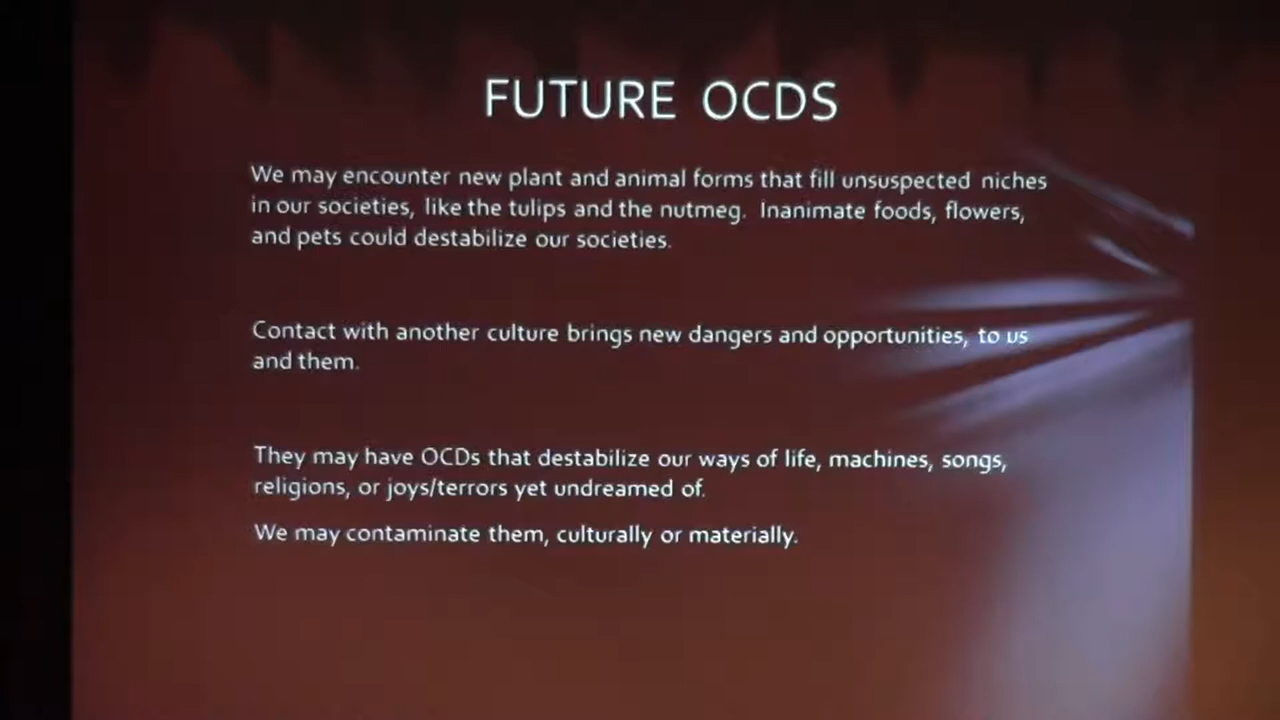 FUTURE OCDS
We may encounter new plant and animal forms that fill unsuspected niches
in our societies, like the tulips and the nutmeg. Inanimate foods, flowers,
and pets could destabilize our societies.
Contact with another culture brings new dangers and opportunities, to us
and them.
They may have OCDs that destabilize our ways of life, machines, songs,
religions, or joys/terrors yet undreamed of.
We may contaminate them, culturally or materially.